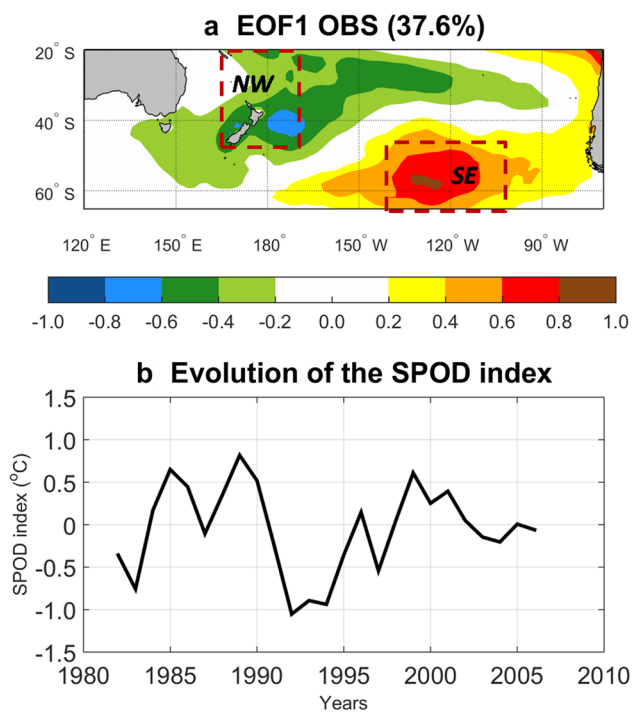 a EOF1 OBS (37.6%)
20° S
NW
40° S
SE
60° S
120° E 150° E 180° 150° W 120° W 90° W
-1.0 -0.8 -0.6 -0.4 -0.2 0.0 0.2 0.4 0.6 0.8 1.0
b Evolution of the SPOD index
1.5
1.0
0.5
0
-0.5
-1.0
-1.5
SPOD index (°C)
1980 1985 1990 1995 2000 2005 2010
Years